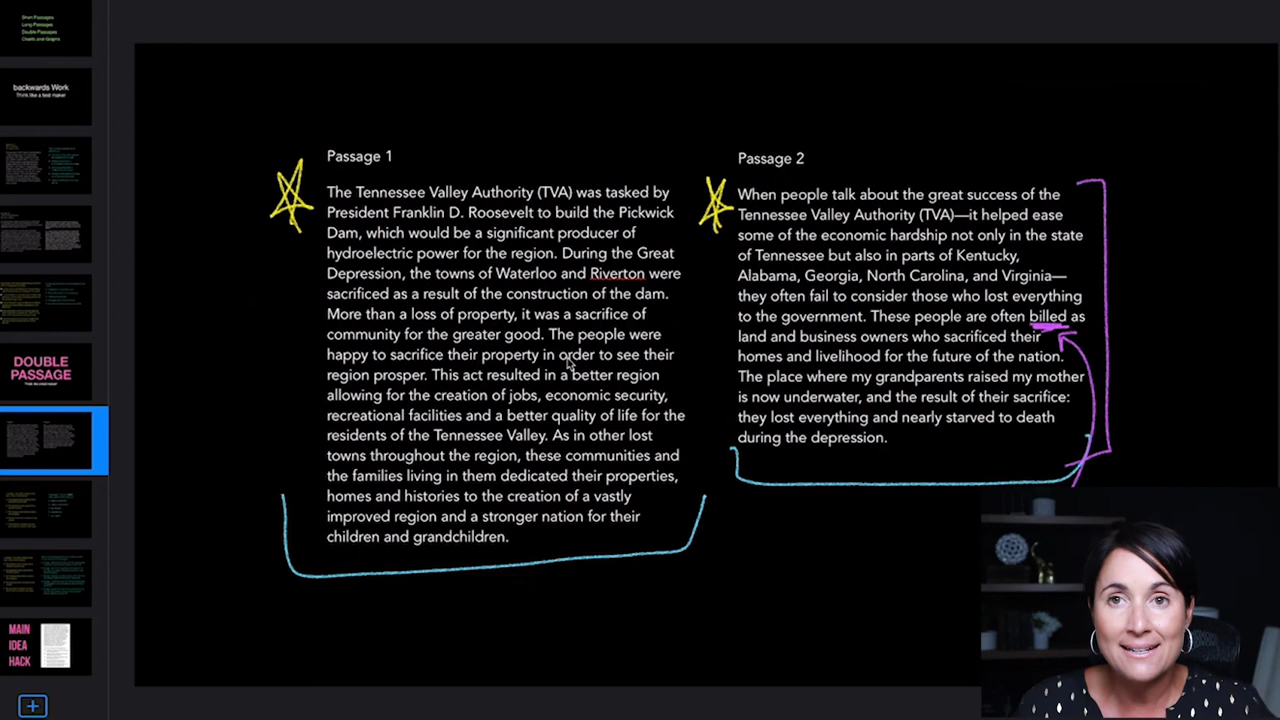 Short Passages
Long Passages
Double Passages
Charts and Graphs
backwards Work
Think like a test maker
DOUBLE
PASSAGE
MAIN
IDEA
HACK
Passage 1
The Tennessee Valley Authority (TVA) was tasked by
President Franklin D. Roosevelt to build the Pickwick
Dam, which would be a significant producer of
hydroelectric power for the region. During the Great
Depression, the towns of Waterloo and Riverton were
sacrificed as a result of the construction of the dam.
More than a loss of property, it was a sacrifice of
community for the greater good. The people were
happy to sacrifice their property in order to see their
region prosper. This act resulted in a better region
allowing for the creation of jobs, economic security,
recreational facilities and a better quality of life for the
residents of the Tennessee Valley. As in other lost
towns throughout the region, these communities and
the families living in them dedicated their properties,
homes and histories to the creation of a vastly
improved region and a stronger nation for their
children and grandchildren.
Passage 2
When people talk about the great success of the
Tennessee Valley Authority (TVA)—it helped ease
some of the economic hardship not only in the state
of Tennessee but also in parts of Kentucky,
Alabama, Georgia, North Carolina, and Virginia—
they often fail to consider those who lost everything
to the government. These people are often billed as
land and business owners who sacrificed their
homes and livelihood for the future of the nation.
The place where my grandparents raised my mother
is now underwater, and the result of their sacrifice:
they lost everything and nearly starved to death
during the depression.